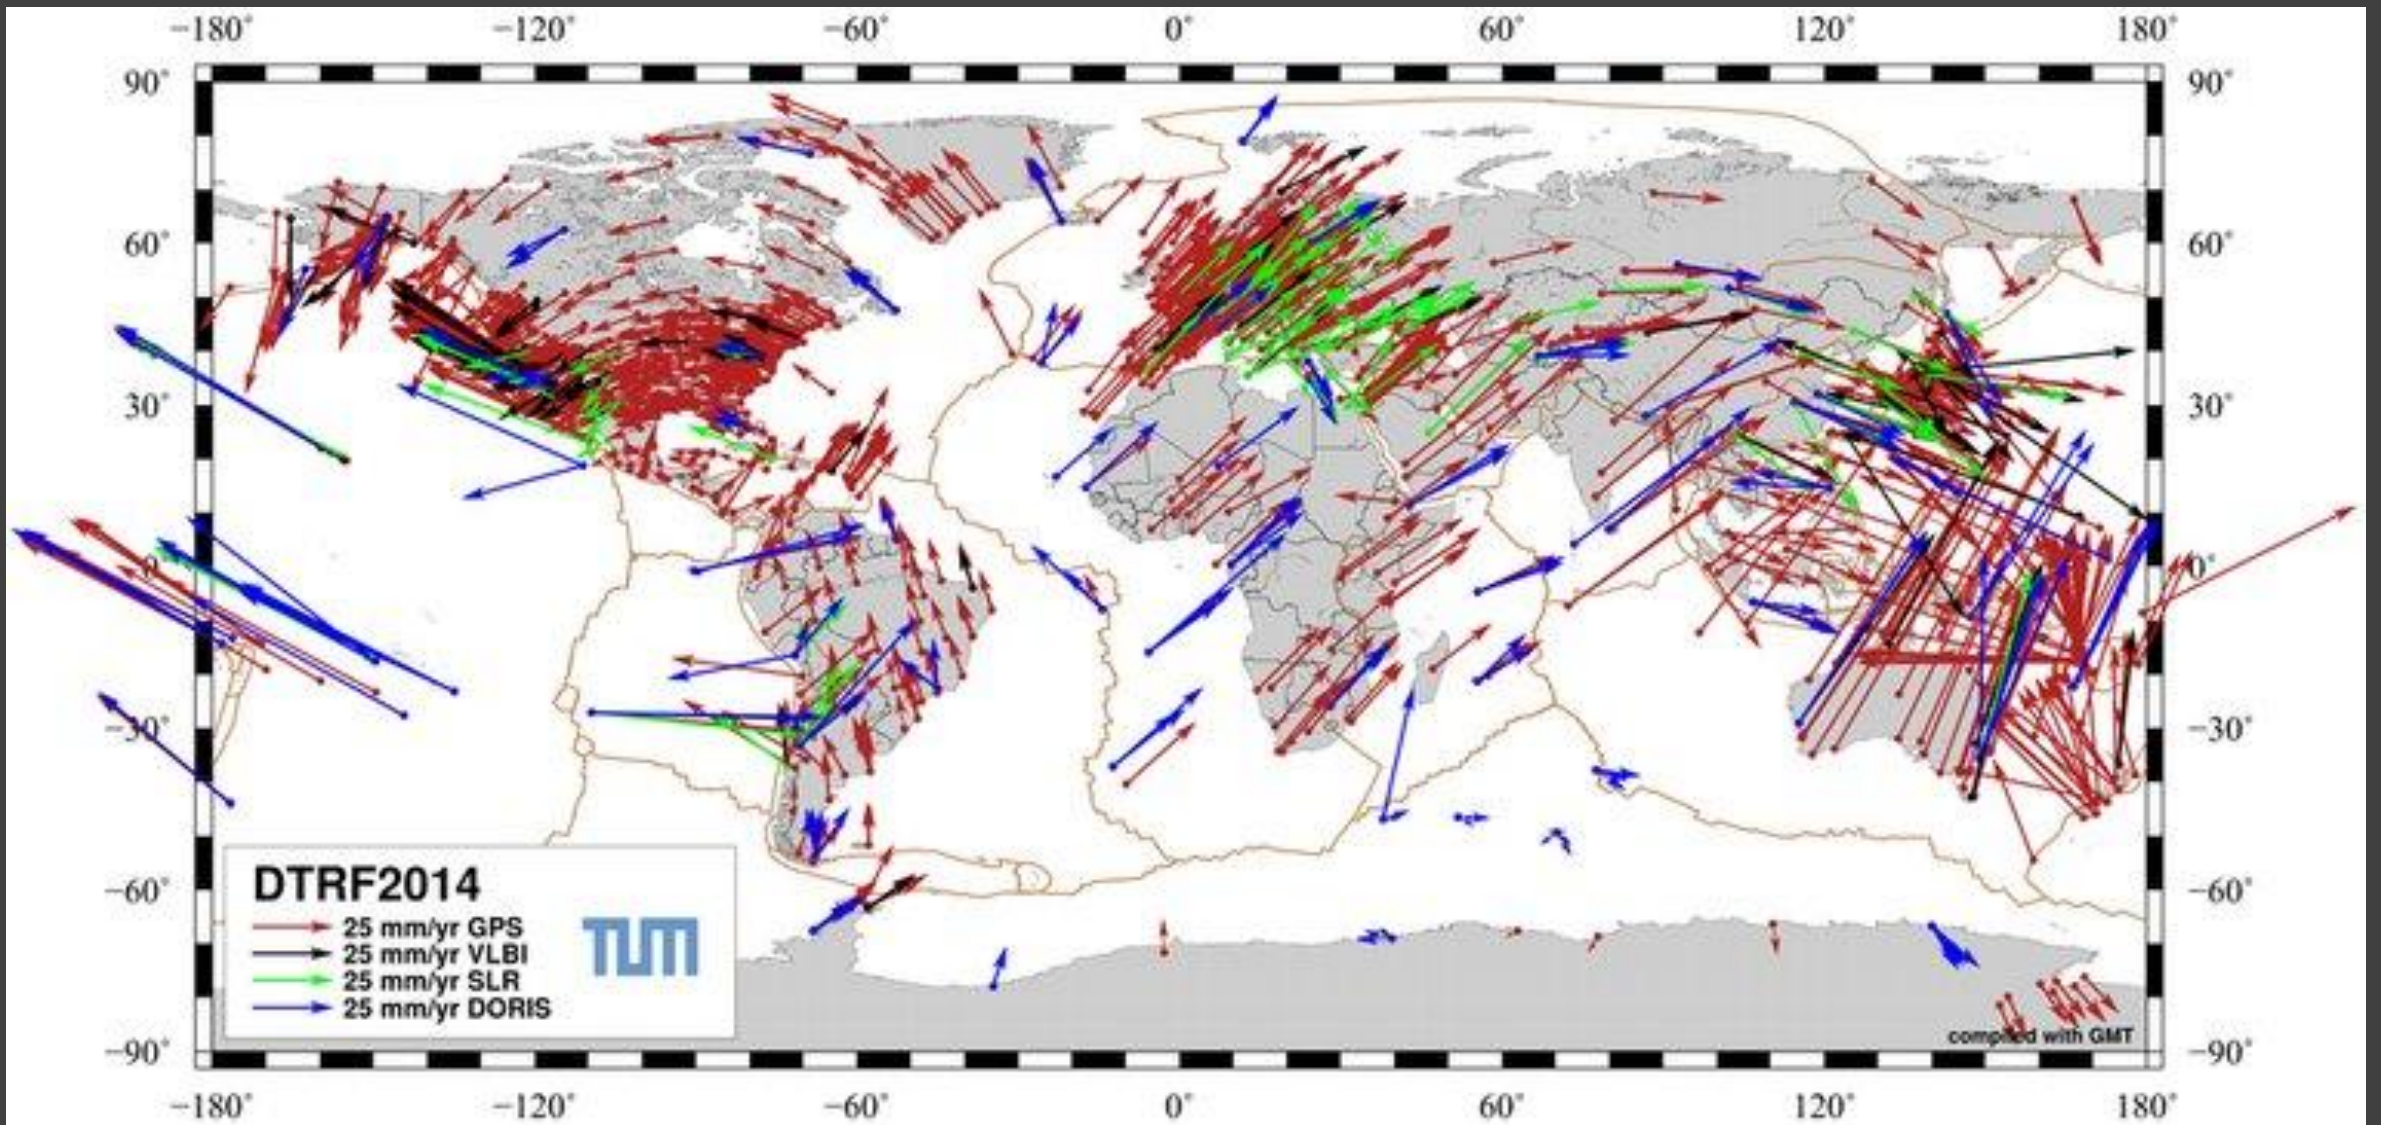 −180° −120° −60° 0° 60° 120° 180°
90° 90°
60° 60°
30° 30°
0° 0°
−30° −30°
−60° −60°
−90° −90°
DTRF2014
25 mm/yr GPS
25 mm/yr VLBI
25 mm/yr SLR
25 mm/yr DORIS
TUM
compiled with GMT
−180° −120° −60° 0° 60° 120° 180°